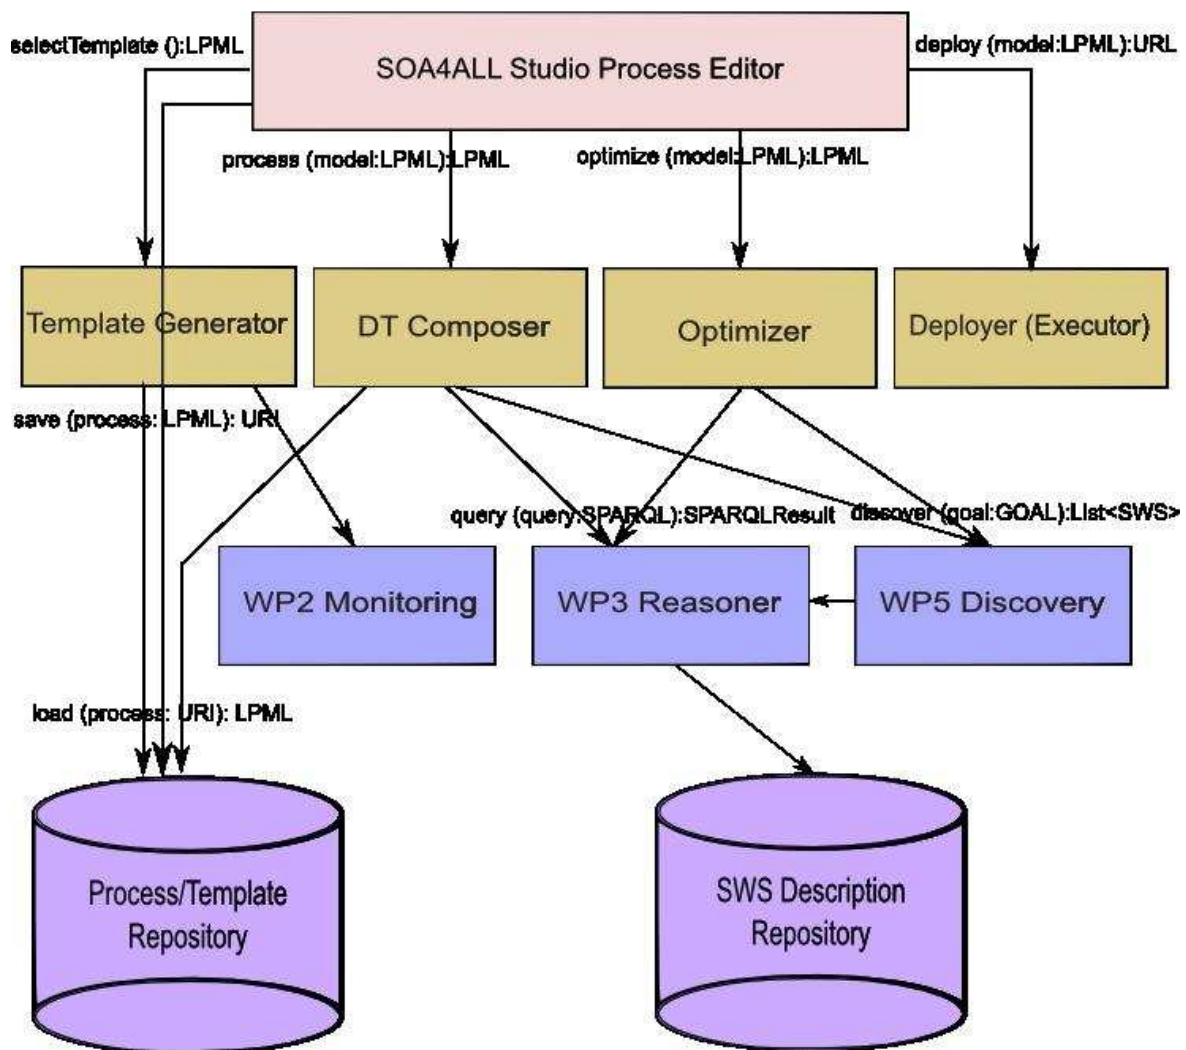 selectTemplate ():LPML
deploy (model:LPML):URL
SOA4ALL Studio Process Editor
process (model:LPML):LPML
optimize (model:LPML):LPML
Template Generator
DT Composer
Optimizer
Deployer (Executor)
save (process: LPML): URI
query (query:SPARQL):SPARQLResult
discover (goal:GOAL):List<SWS>
WP2 Monitoring
WP3 Reasoner
WP5 Discovery
load (process: URI): LPML
Process/Template
Repository
SWS Description
Repository